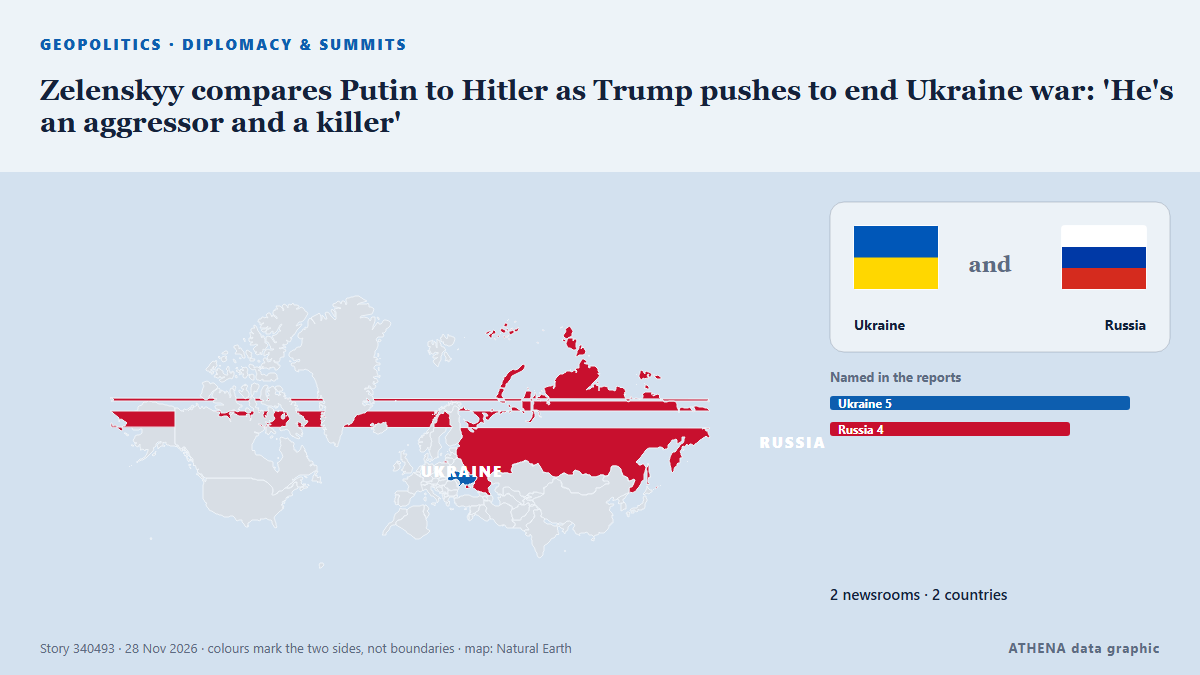 GEOPOLITICS · DIPLOMACY & SUMMITS
Zelenskyy compares Putin to Hitler as Trump pushes to end Ukraine war: 'He's
an aggressor and a killer'
and
Ukraine
Russia
Named in the reports
Ukraine 5
Russia 4
RUSSIA
UKRAINE
2 newsrooms · 2 countries
Story 340493 · 28 Nov 2026 · colours mark the two sides, not boundaries · map: Natural Earth
ATHENA data graphic